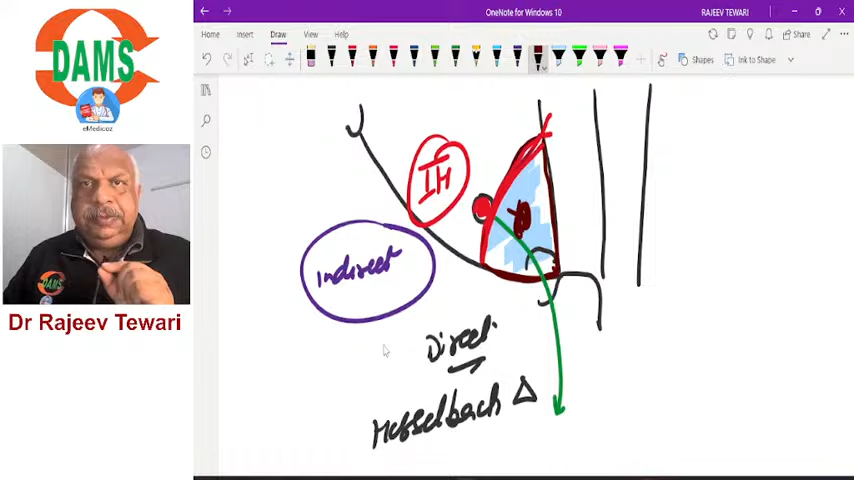 DAMS
eMedicoz
Dr Rajeev Tewari
OneNote for Windows 10
RAJEEV TEWARI
Home Insert Draw View Help
Share
Shapes
Ink to Shape
IH
Indirect
Direct
Hesselbach Δ